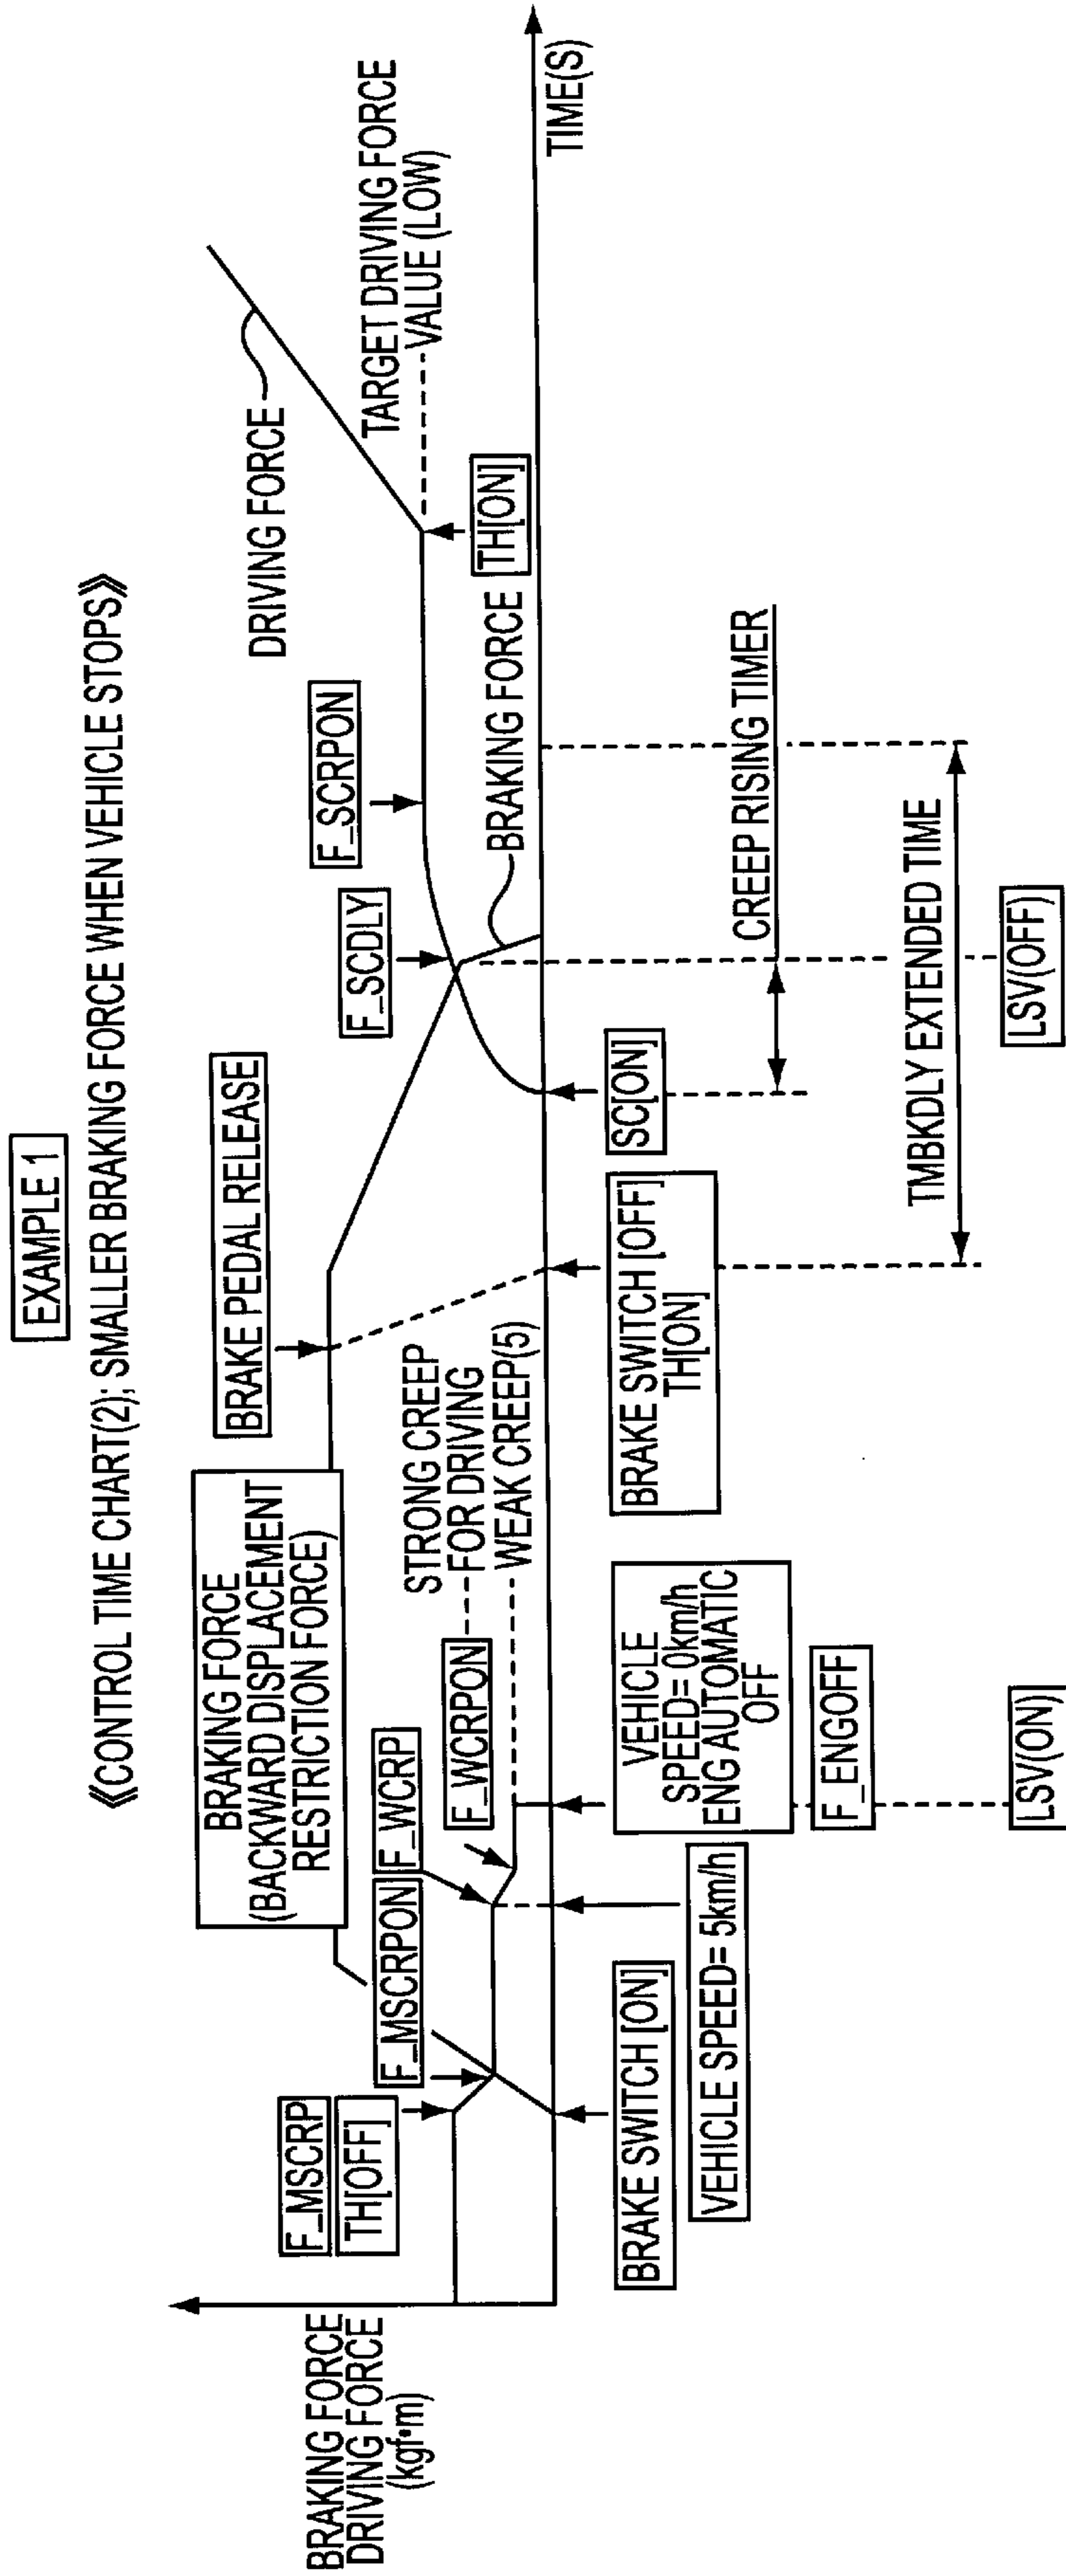 EXAMPLE 1
《CONTROL TIME CHART(2); SMALLER BRAKING FORCE WHEN VEHICLE STOPS》
BRAKING FORCE
DRIVING FORCE
(kgf•m)
F_MSCRP
TH[OFF]
F_MSCRPON
F_WCRP
BRAKING FORCE
(BACKWARD DISPLACEMENT
RESTRICTION FORCE)
F_WCRPON
STRONG CREEP
FOR DRIVING
WEAK CREEP(5)
BRAKE PEDAL RELEASE
F_SCDLY
F_SCRPON
BRAKING FORCE
DRIVING FORCE
TARGET DRIVING FORCE
VALUE (LOW)
TH[ON]
TIME(S)
BRAKE SWITCH [ON]
VEHICLE SPEED= 5km/h
VEHICLE
SPEED= 0km/h
ENG AUTOMATIC
OFF
F_ENGOFF
LSV(ON)
BRAKE SWITCH [OFF]
TH[ON]
SC[ON]
CREEP RISING TIMER
TMBKDLY EXTENDED TIME
LSV(OFF)